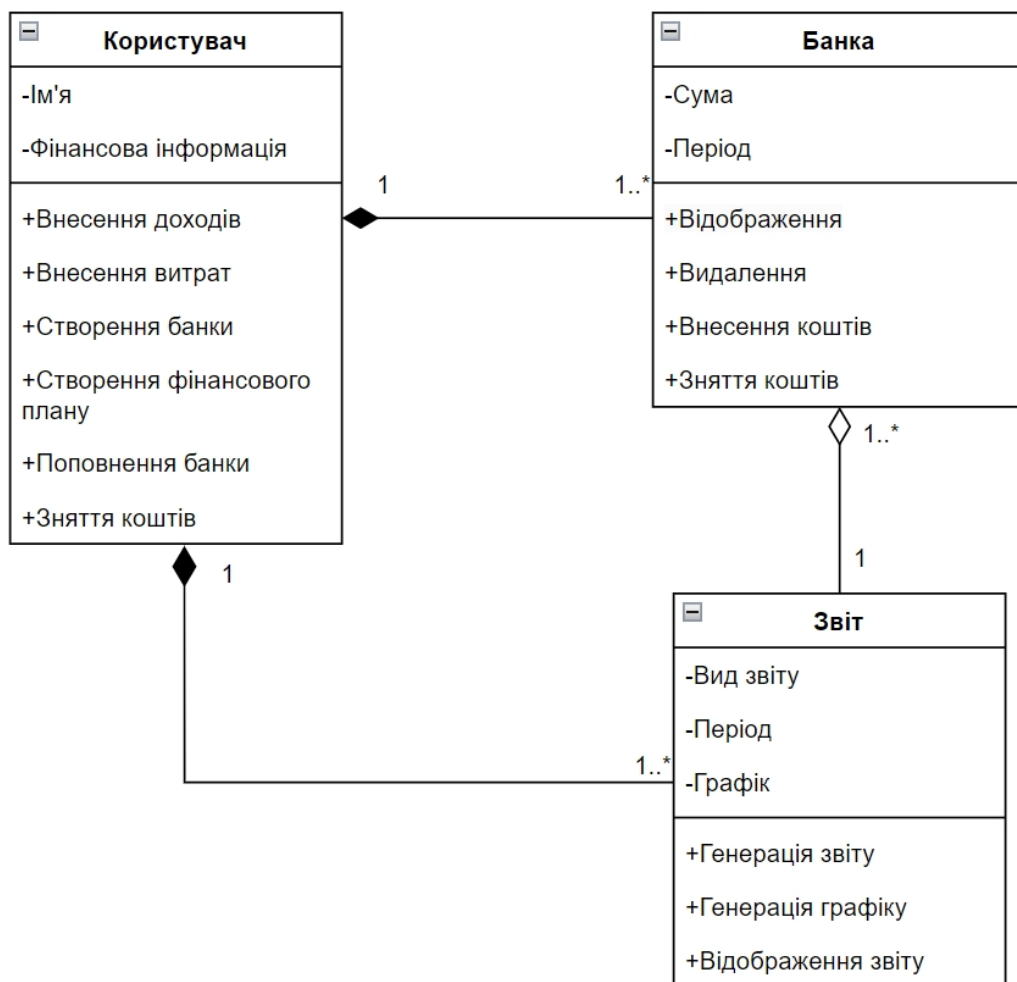 Користувач
-Ім'я
-Фінансова інформація
+Внесення доходів
+Внесення витрат
+Створення банки
+Створення фінансового
плану
+Поповнення банки
+Зняття коштів
1
1..*
Банка
-Сума
-Період
+Відображення
+Видалення
+Внесення коштів
+Зняття коштів
1..*
1
1
1..*
Звіт
-Вид звіту
-Період
-Графік
+Генерація звіту
+Генерація графіку
+Відображення звіту